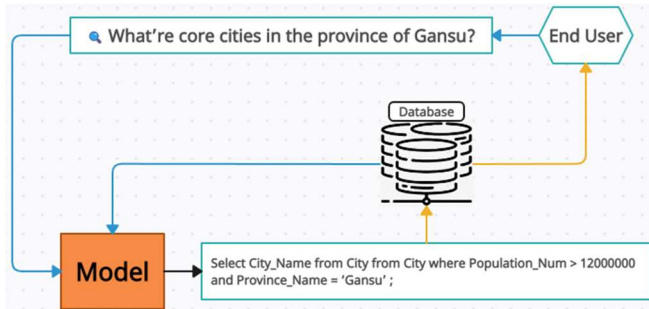 What're core cities in the province of Gansu?
End User
Database
Model
Select City_Name from City from City where Population_Num > 12000000
and Province_Name = ‘Gansu’ ;